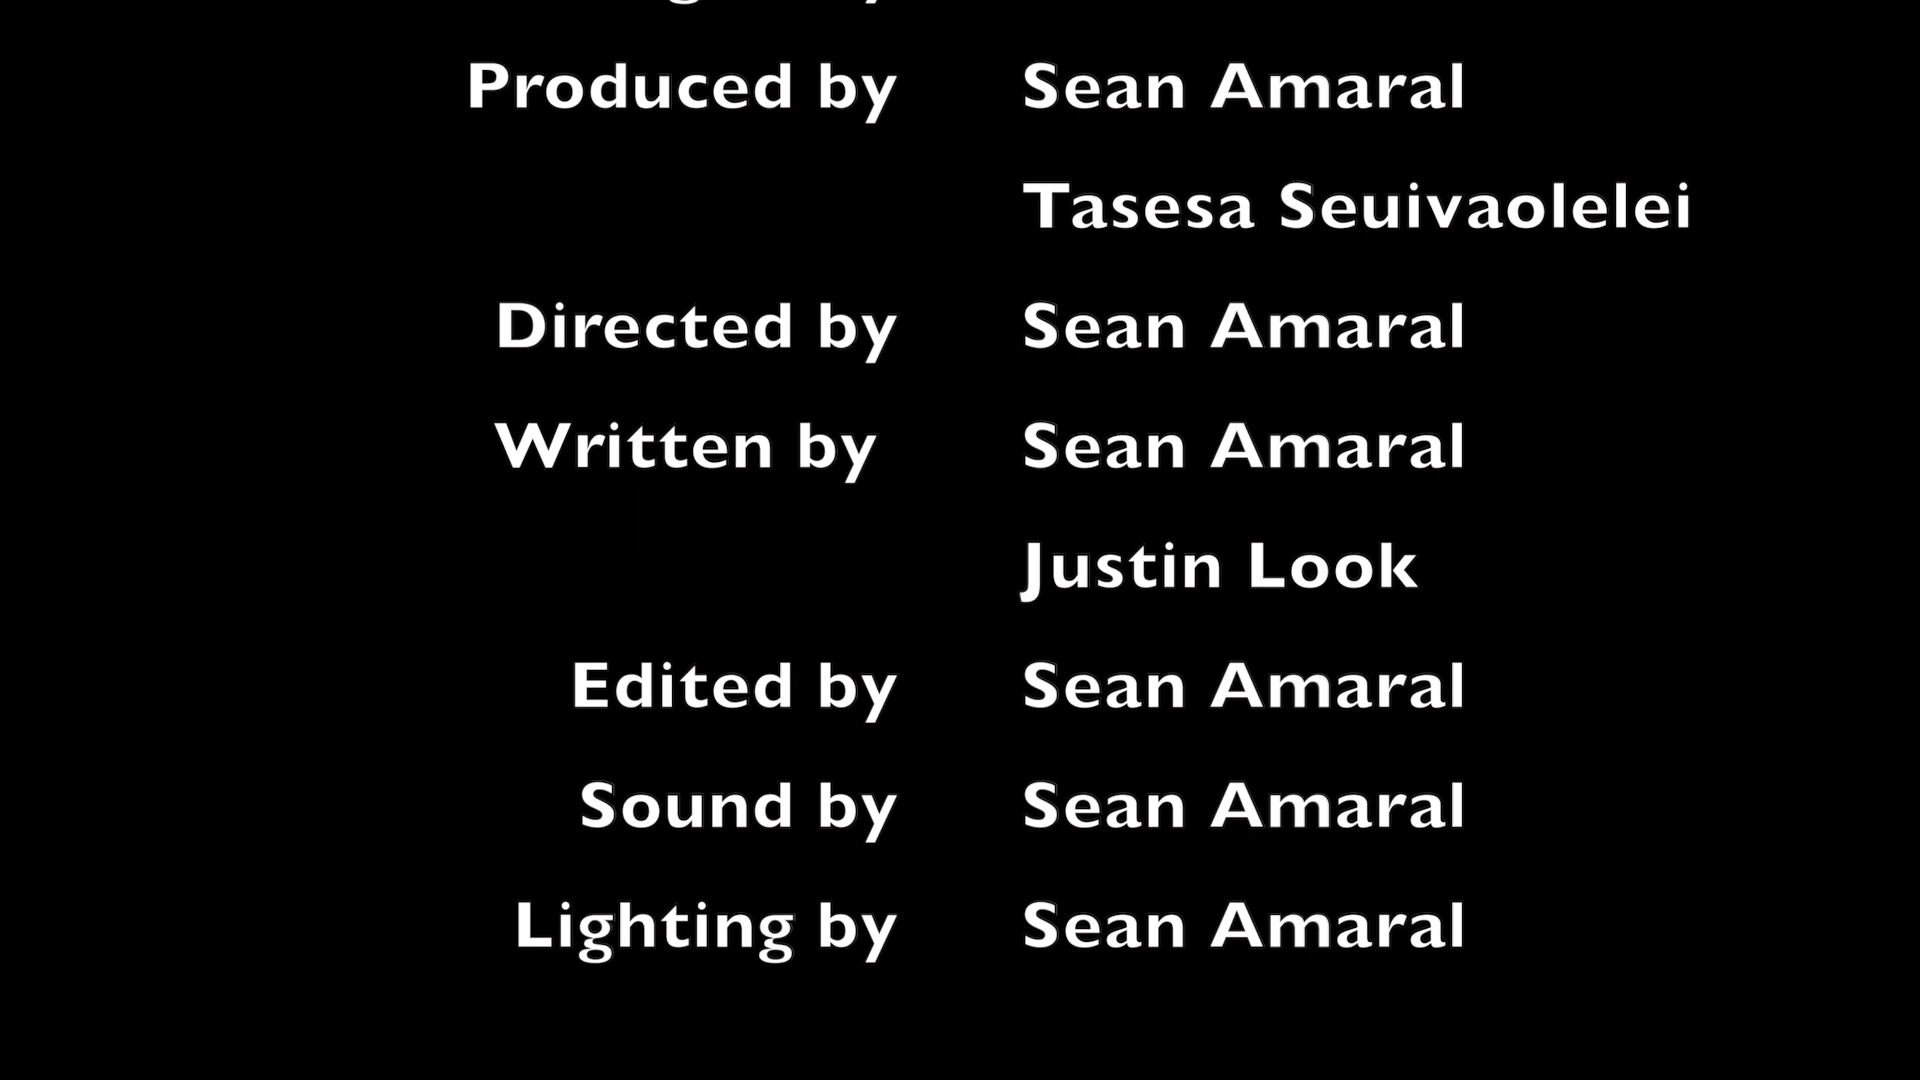 Produced by Sean Amaral
Tasesa Seuivaolelei
Directed by Sean Amaral
Written by Sean Amaral
Justin Look
Edited by Sean Amaral
Sound by Sean Amaral
Lighting by Sean Amaral